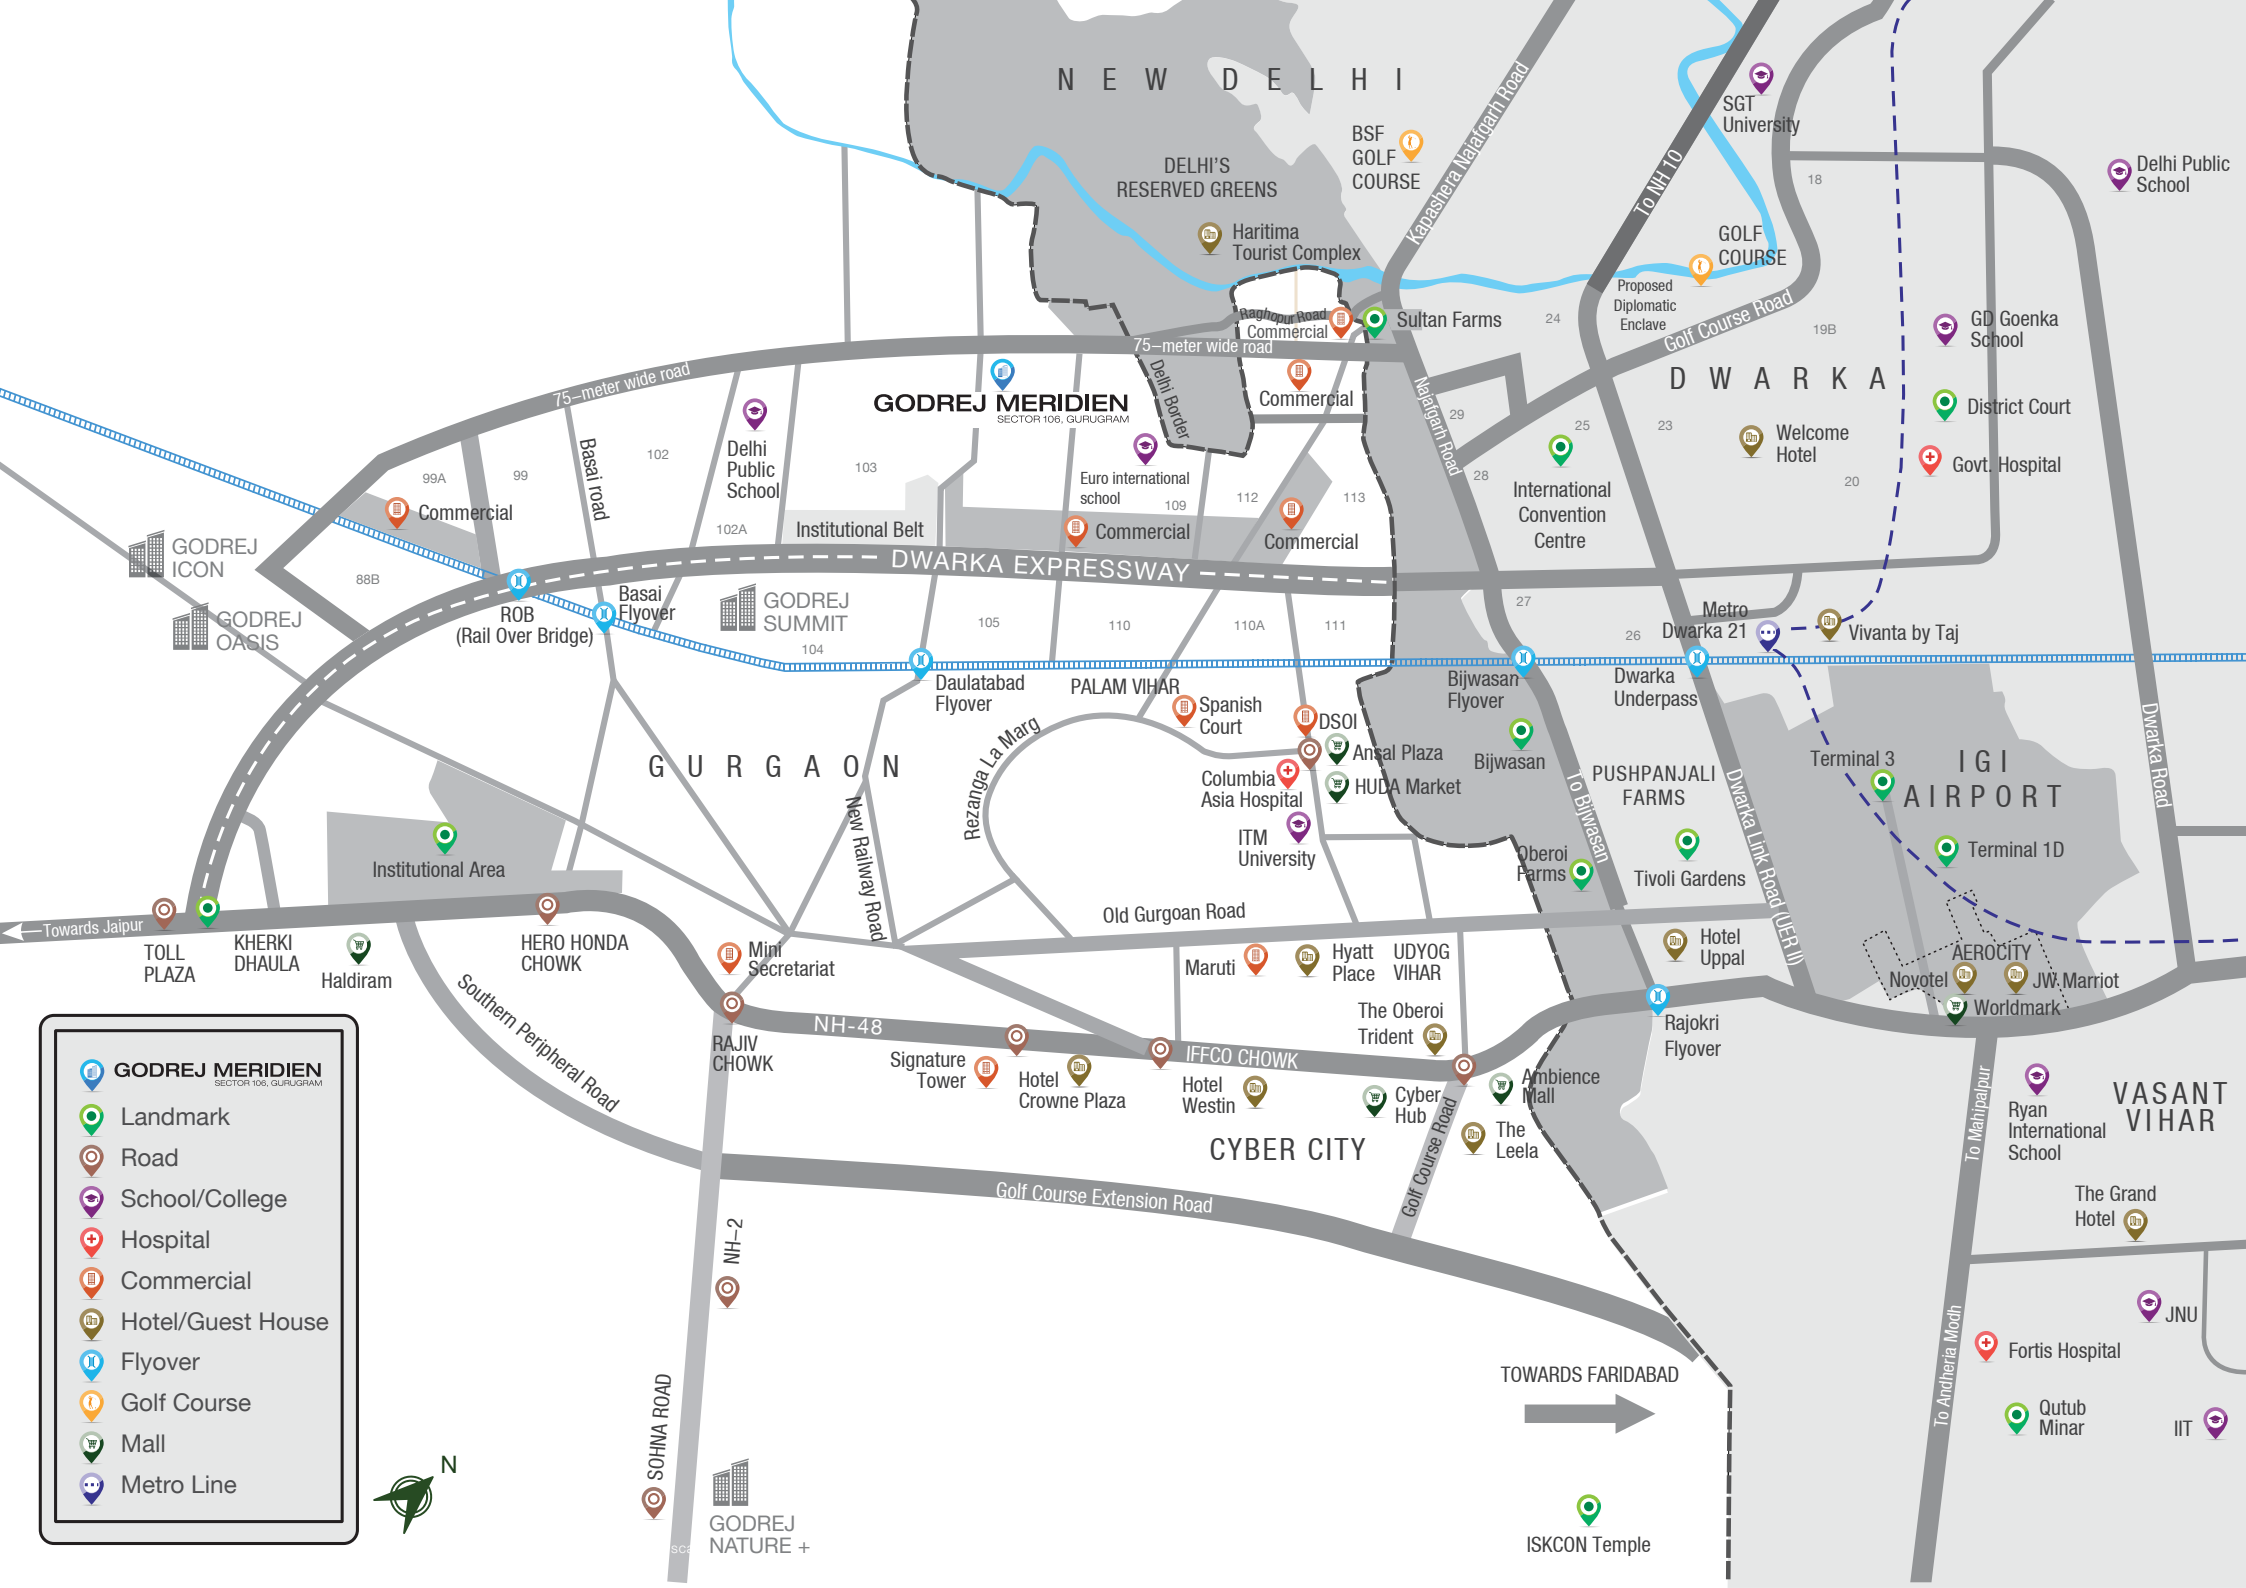 NEW DELHI
SGT
University
BSF
GOLF
COURSE
Kapashera Najafgarh Road
To NH 10
DELHI'S
RESERVED GREENS
Delhi Public
School
18
Haritima
Tourist Complex
GOLF
COURSE
Proposed
Diplomatic
Enclave
Golf Course Road
Raghopur Road
Commercial
Sultan Farms
24
19B
GD Goenka
School
75–meter wide road
75–meter wide road
Delhi Border
Commercial
DWARKA
District Court
GODREJ MERIDIEN
SECTOR 106, GURUGRAM
Najafgarh Road
29
25
23
Welcome
Hotel
Govt. Hospital
20
28
International
Convention
Centre
Delhi
Public
School
Basai road
102
103
99A
99
Commercial
102A
Institutional Belt
Euro international
school
109
112
113
Commercial
Commercial
GODREJ
ICON
88B
DWARKA EXPRESSWAY
GODREJ
OASIS
ROB
(Rail Over Bridge)
Basai
Flyover
GODREJ
SUMMIT
104
105
110
110A
111
27
26
Metro
Dwarka 21
Vivanta by Taj
Daulatabad
Flyover
PALAM VIHAR
Spanish
Court
DSOI
Ansal Plaza
Columbia
Asia Hospital
HUDA Market
ITM
University
Rezanga La Marg
Bijwasan
Flyover
Bijwasan
Dwarka
Underpass
To Bijwasan
PUSHPANJALI
FARMS
Dwarka Link Road (UER II)
Terminal 3
IGI
AIRPORT
Terminal 1D
Dwarka Road
GURGAON
New Railway Road
Oberoi
Farms
Tivoli Gardens
Institutional Area
Old Gurgoan Road
Towards Jaipur
TOLL
PLAZA
KHERKI
DHAULA
Haldiram
HERO HONDA
CHOWK
Mini
Secretariat
Maruti
Hyatt
Place
UDYOG
VIHAR
Hotel
Uppal
AEROCITY
Novotel
JW Marriot
Worldmark
Southern Peripheral Road
RAJIV
CHOWK
NH-48
The Oberoi
Trident
Rajokri
Flyover
Signature
Tower
Hotel
Crowne Plaza
IFFCO CHOWK
Hotel
Westin
Cyber
Hub
Ambience
Mall
The
Leela
CYBER CITY
Golf Course Road
Golf Course Extension Road
To Mahipalpur
Ryan
International
School
VASANT
VIHAR
The Grand
Hotel
GODREJ MERIDIEN
SECTOR 106, GURUGRAM
Landmark
Road
School/College
Hospital
Commercial
Hotel/Guest House
Flyover
Golf Course
Mall
Metro Line
N
NH–2
SOHNA ROAD
GODREJ
NATURE +
TOWARDS FARIDABAD
ISKCON Temple
To Andheria Modh
JNU
Fortis Hospital
Qutub
Minar
IIT